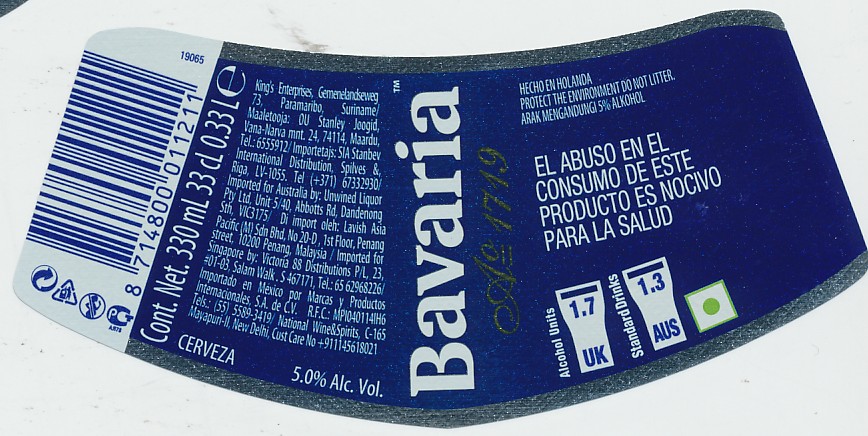 19065
8 714800 011211
AJ978
Cont. Net. 330 mL 33 cl 0.33 L e
CERVEZA
5.0% Alc. Vol.
King's Enterprises, Gemenelandseweg
73, Paramaribo, Suriname/
Maaletooja: OU Stanley - Joogid,
Vana-Narva mnt. 24, 74114, Maardu,
Tel.: 6555912/ Importetajs: SIA Stanbev
International Distribution, Spilves 8,
Riga, LV-1055. Tel (+371) 67332930/
Imported for Australia by: Unwined Liquor
Pty Ltd, Unit 5/40, Abbotts Rd, Dandenong
Sth, VIC3175/ Di import oleh: Lavish Asia
Pacific (M) Sdn Bhd, No 20-D, 1st Floor, Penang
street, 10200 Penang, Malaysia / Imported for
Singapore by: Victoria 88 Distributions P/L, 23,
#01-03, Salam Walk, S 467171, Tel.: 65 62968226/
Importado en Mexico por Marcas y Productos
Internacionales, S.A. de C.V. R.F.C.: MPI040114IH6
Tels.: (55) 5589-3419/ National Wine&Spirits, C-165
Mayapuri-II, New Delhi, Cust Care No +911145618021
Bavaria™
Aº 1719
HECHO EN HOLANDA
PROTECT THE ENVIRONMENT DO NOT LITTER.
ARAK MENGANDUNGI 5% ALKOHOL
EL ABUSO EN EL
CONSUMO DE ESTE
PRODUCTO ES NOCIVO
PARA LA SALUD
Alcohol Units
1.7
UK
Standard Drinks
1.3
AUS